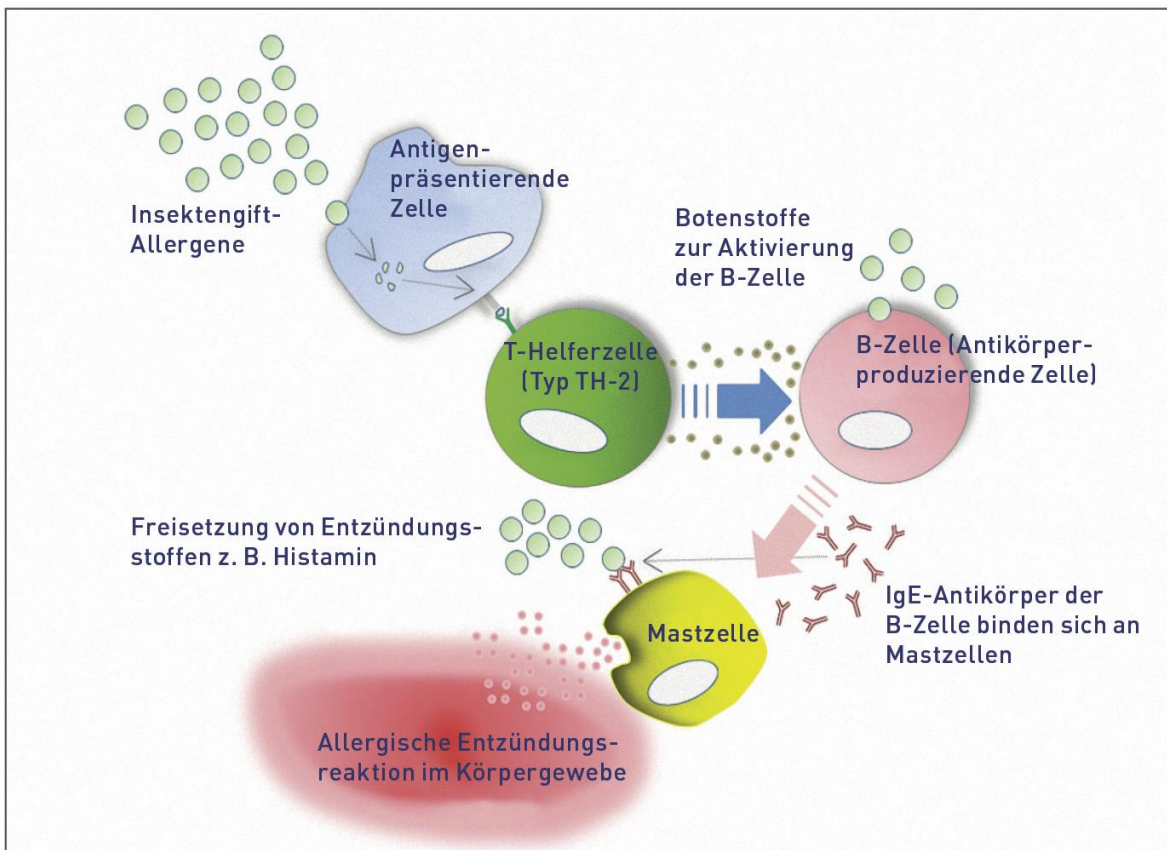 Antigen-
präsentierende
Zelle
Insektengift-
Allergene
Botenstoffe
zur Aktivierung
der B-Zelle
T-Helferzelle
(Typ TH-2)
B-Zelle (Antikörper-
produzierende Zelle)
Freisetzung von Entzündungs-
stoffen z. B. Histamin
IgE-Antikörper der
B-Zelle binden sich an
Mastzellen
Mastzelle
Allergische Entzündungs-
reaktion im Körpergewebe